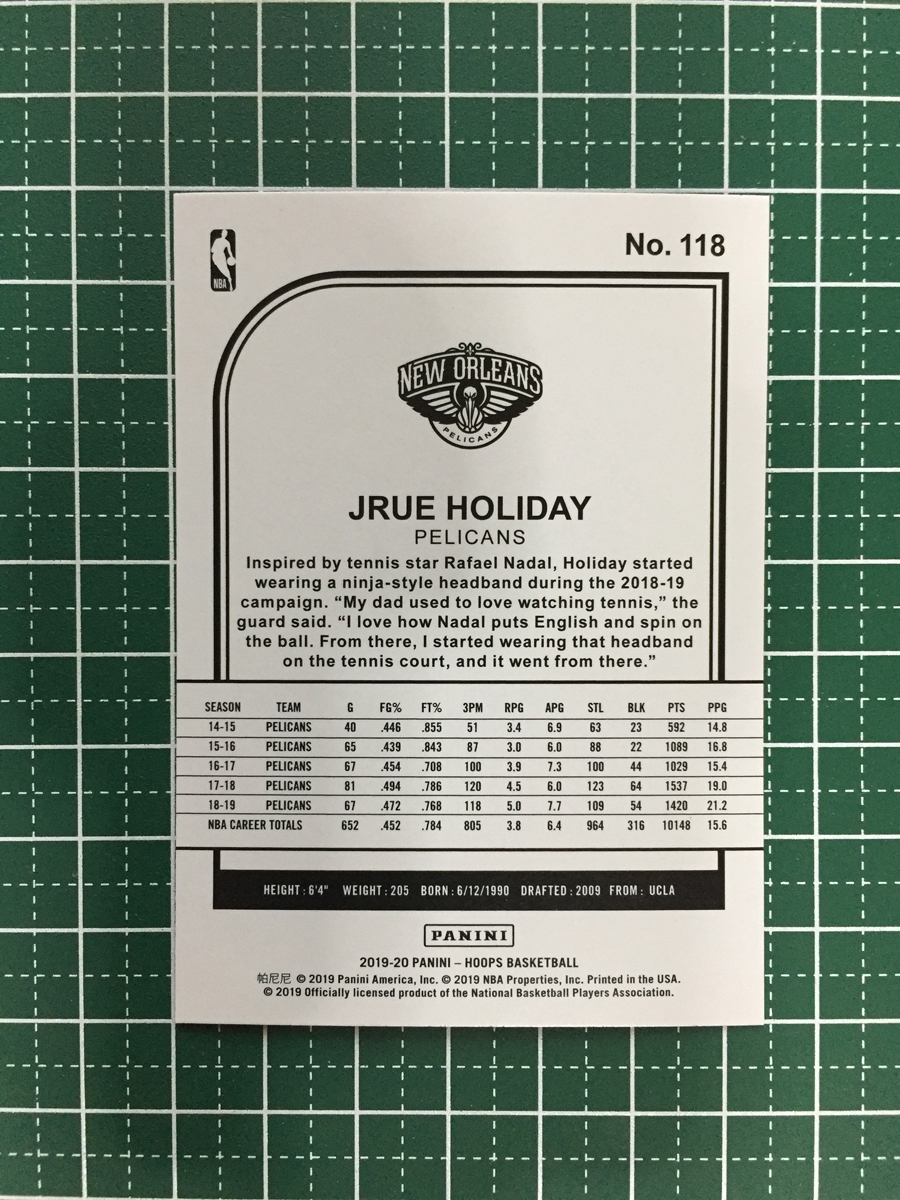 No. 118
NBA
NEW ORLEANS
PELICANS
JRUE HOLIDAY
PELICANS
Inspired by tennis star Rafael Nadal, Holiday started
wearing a ninja-style headband during the 2018-19
campaign. “My dad used to love watching tennis,” the
guard said. “I love how Nadal puts English and spin on
the ball. From there, I started wearing that headband
on the tennis court, and it went from there.”
SEASON TEAM G FG% FT% 3PM RPG APG STL BLK PTS PPG
14-15 PELICANS 40 .446 .855 51 3.4 6.9 63 23 592 14.8
15-16 PELICANS 65 .439 .843 87 3.0 6.0 88 22 1089 16.8
16-17 PELICANS 67 .454 .708 100 3.9 7.3 100 44 1029 15.4
17-18 PELICANS 81 .494 .786 120 4.5 6.0 123 64 1537 19.0
18-19 PELICANS 67 .472 .768 118 5.0 7.7 109 54 1420 21.2
NBA CAREER TOTALS 652 .452 .784 805 3.8 6.4 964 316 10148 15.6
HEIGHT: 6'4" WEIGHT: 205 BORN: 6/12/1990 DRAFTED: 2009 FROM: UCLA
PANINI
2019-20 PANINI – HOOPS BASKETBALL
帕尼尼 © 2019 Panini America, Inc. © 2019 NBA Properties, Inc. Printed in the USA.
© 2019 Officially licensed product of the National Basketball Players Association.